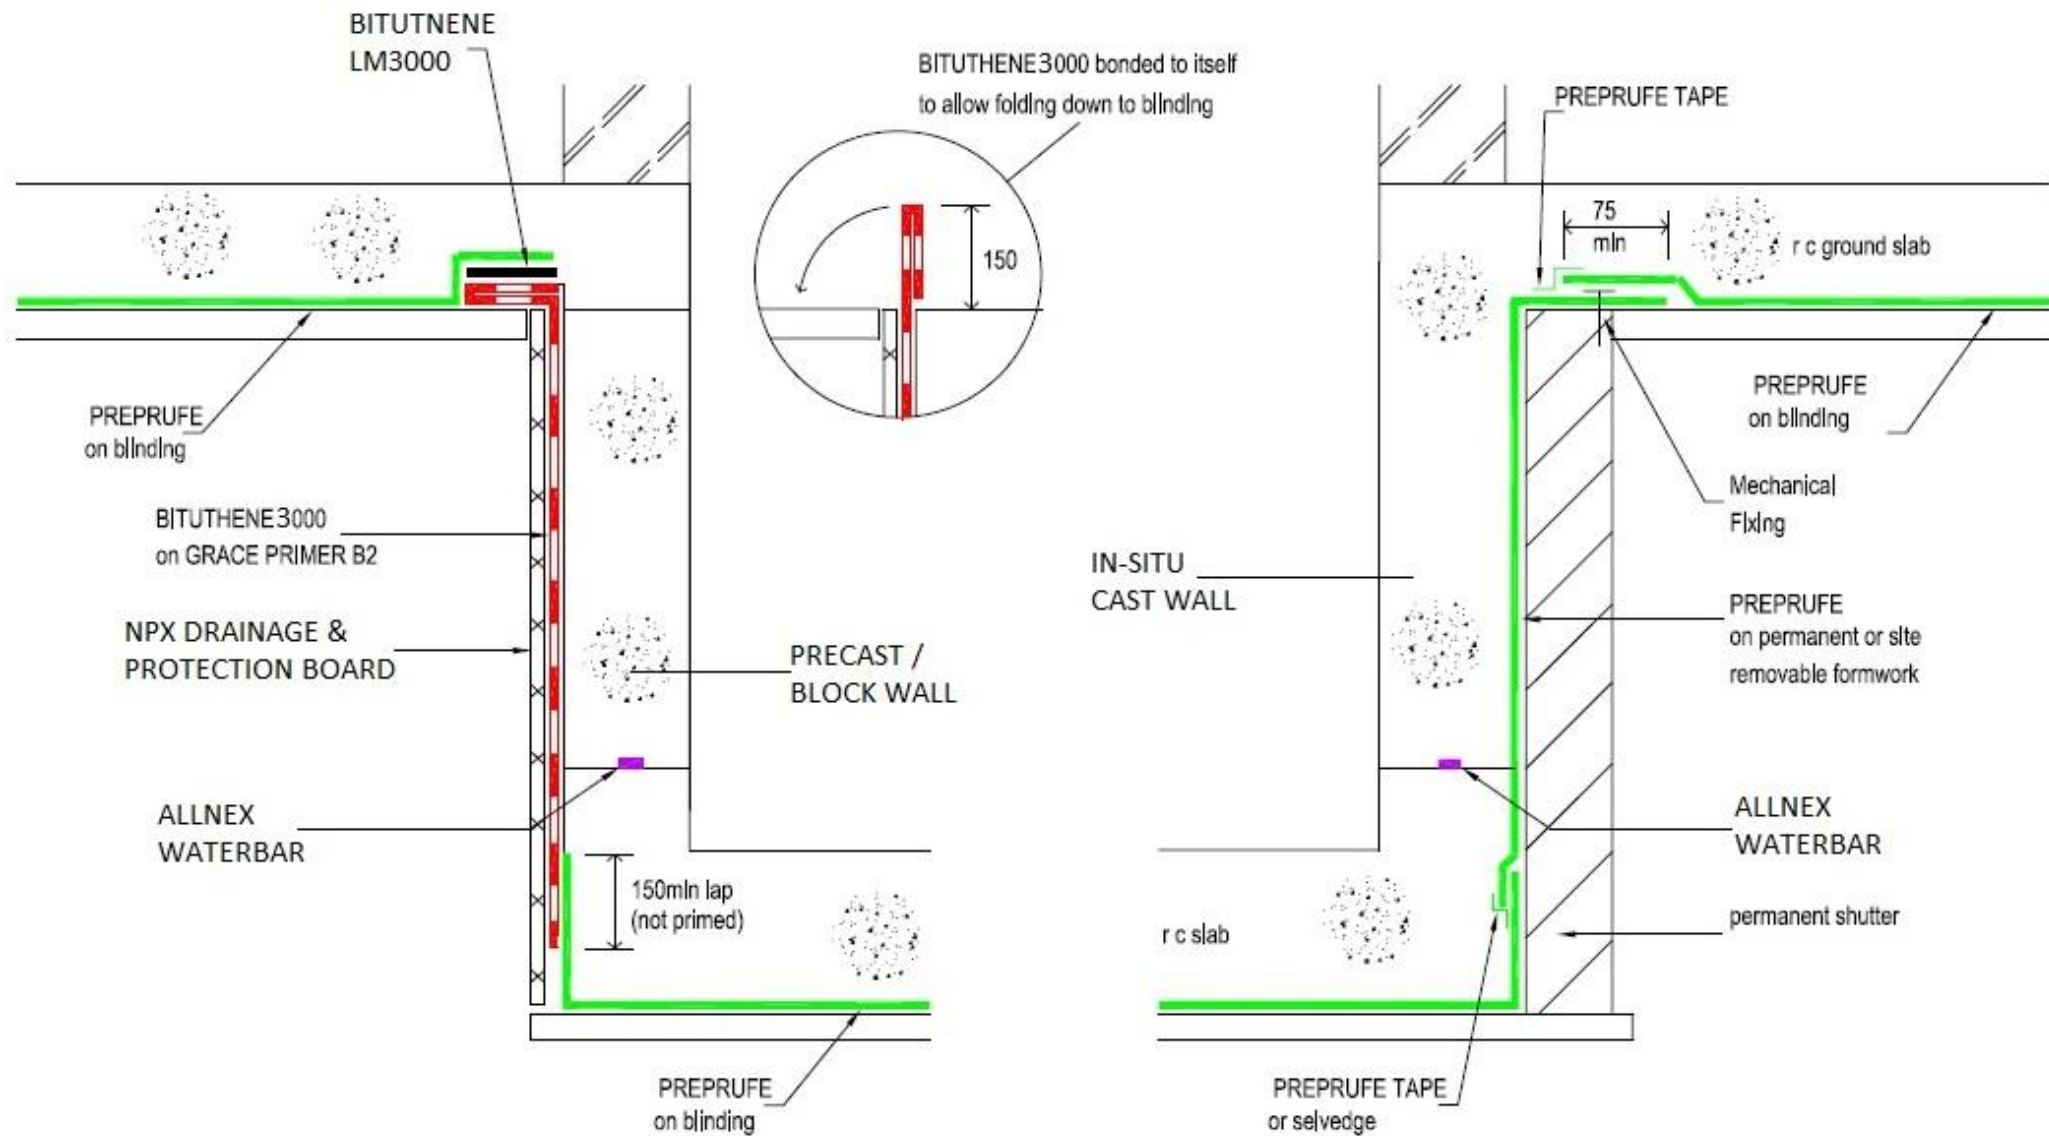 BITUTNENE
LM3000
BITUTHENE3000 bonded to itself
to allow folding down to blinding
PREPRUFE TAPE
150
75
min
r c ground slab
PREPRUFE
on blinding
PREPRUFE
on blinding
Mechanical
Fixing
BITUTHENE3000
on GRACE PRIMER B2
IN-SITU
CAST WALL
NPX DRAINAGE &
PROTECTION BOARD
PRECAST /
BLOCK WALL
PREPRUFE
on permanent or site
removable formwork
ALLNEX
WATERBAR
ALLNEX
WATERBAR
150min lap
(not primed)
r c slab
permanent shutter
PREPRUFE
on blinding
PREPRUFE TAPE
or selvedge